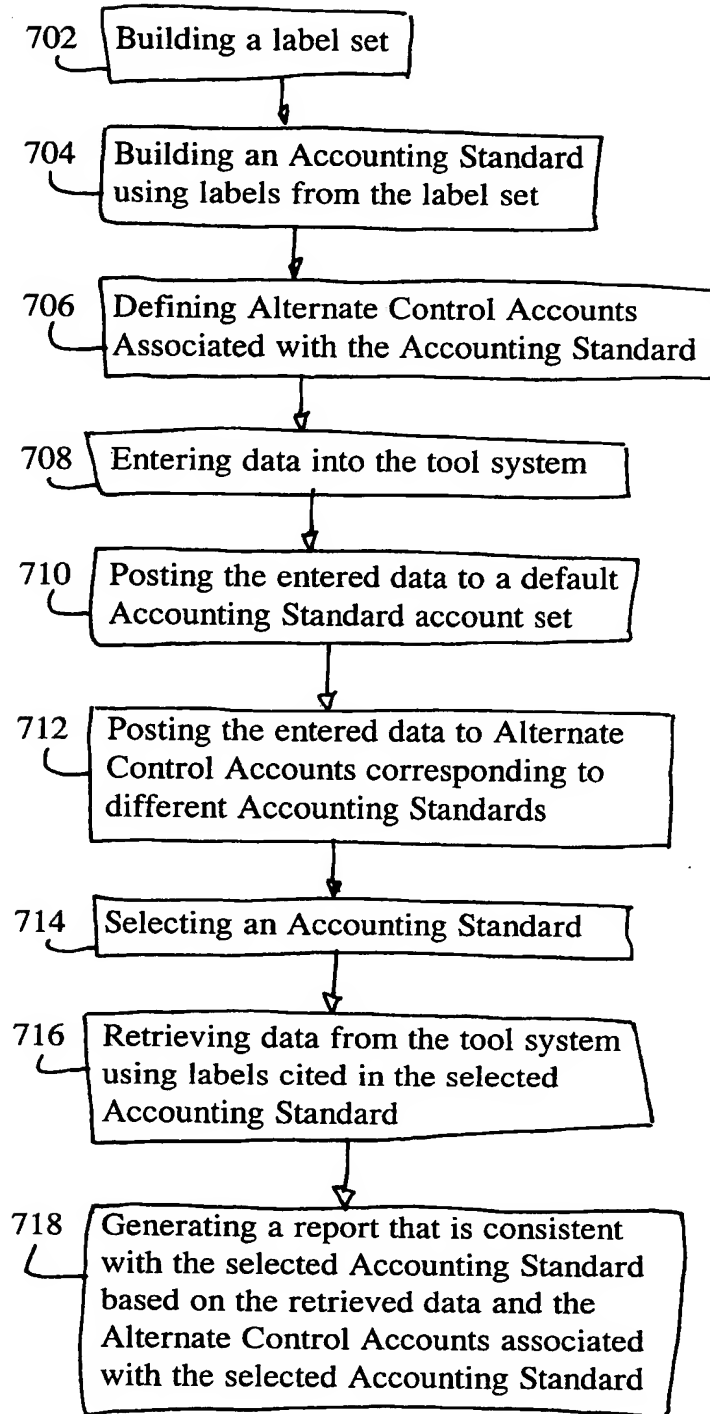 702 Building a label set
704 Building an Accounting Standard
using labels from the label set
706 Defining Alternate Control Accounts
Associated with the Accounting Standard
708 Entering data into the tool system
710 Posting the entered data to a default
Accounting Standard account set
712 Posting the entered data to Alternate
Control Accounts corresponding to
different Accounting Standards
714 Selecting an Accounting Standard
716 Retrieving data from the tool system
using labels cited in the selected
Accounting Standard
718 Generating a report that is consistent
with the selected Accounting Standard
based on the retrieved data and the
Alternate Control Accounts associated
with the selected Accounting Standard